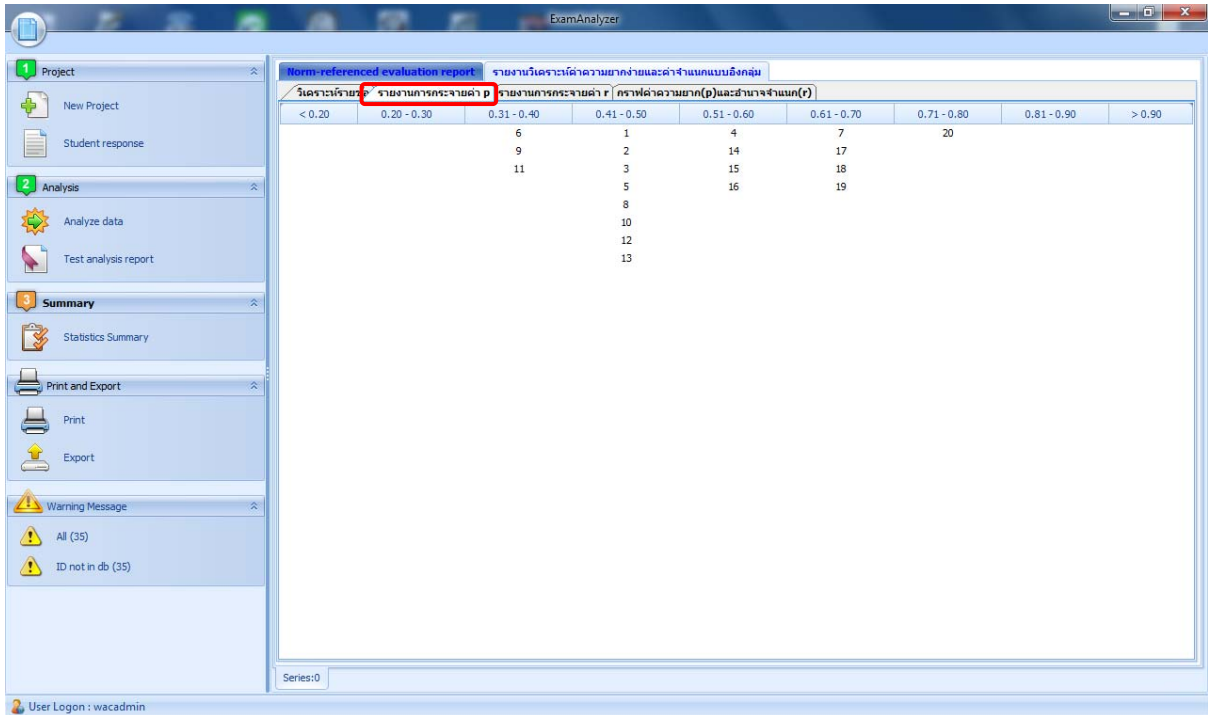 ExamAnalyzer
1 Project
New Project
Student response
2 Analysis
Analyze data
Test analysis report
3 Summary
Statistics Summary
Print and Export
Print
Export
Warning Message
All (35)
ID not in db (35)
Norm-referenced evaluation report รายงานวิเคราะห์ค่าความยากง่ายและค่าจำแนกแบบอิงกลุ่ม
รายงานการกระจายค่า p รายงานการกระจายค่า r กราฟค่าความยาก(p)และอำนาจจำแนก(r)
< 0.20 0.20 - 0.30 0.31 - 0.40 0.41 - 0.50 0.51 - 0.60 0.61 - 0.70 0.71 - 0.80 0.81 - 0.90 > 0.90
6 1 4 7 20
9 2 14 17
11 3 15 18
5 16 19
8
10
12
13
Series:0
User Logon : wacadmin